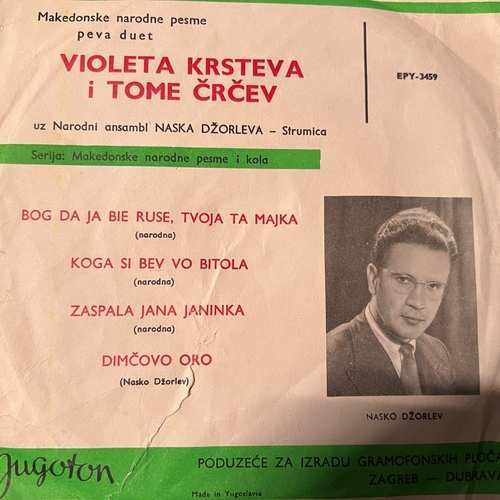 Makedonske narodne pesme
peva duet
VIOLETA KRSTEVA
i TOME ČRČEV
EPY-3459
uz Narodni ansambl NASKA DŽORLEVA – Strumica
Serija: Makedonske narodne pesme i kola
BOG DA JA BIE RUSE, TVOJA TA MAJKA
(narodna)
KOGA SI BEV VO BITOLA
(narodna)
ZASPALA JANA JANINKA
(narodna)
DIMČOVO ORO
(Nasko Džorlev)
NASKO DŽORLEV
Jugoton
PODUZEĆE ZA IZRADU GRAMOFONSKIH PLOČA
ZAGREB – DUBRAVA
Made in Yugoslavia